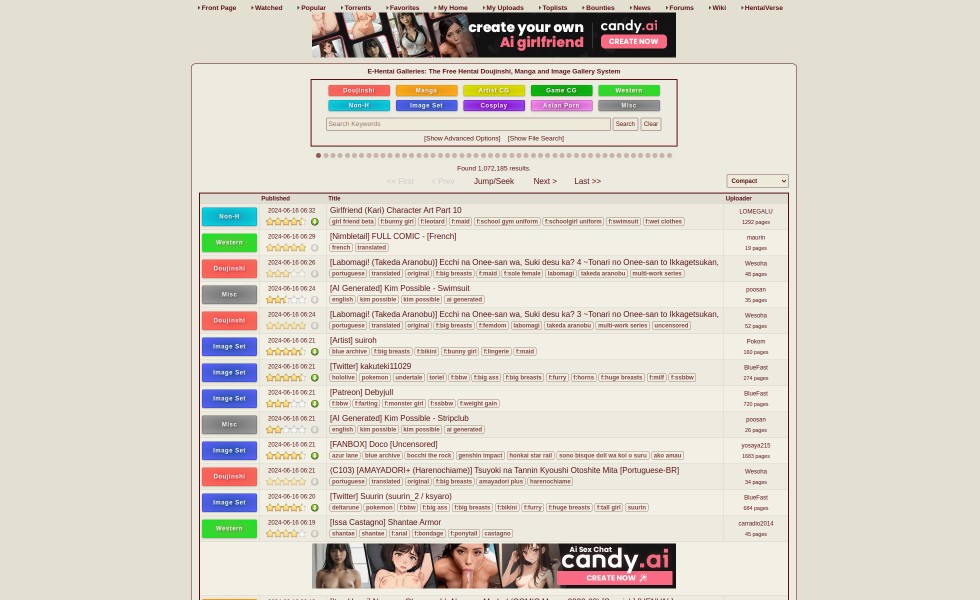 Front Page Watched Popular Torrents Favorites My Home My Uploads Toplists Bounties News Forums Wiki HentaiVerse
create your own
Ai girlfriend
candy.ai
CREATE NOW
E-Hentai Galleries: The Free Hentai Doujinshi, Manga and Image Gallery System
Doujinshi Manga Artist CG Game CG Western
Non-H Image Set Cosplay Asian Porn Misc
Search Keywords Search Clear
[Show Advanced Options] [Show File Search]
Found 1,072,185 results.
<< First < Prev Jump/Seek Next > Last >> Compact
Published Title Uploader
Non-H 2024-06-16 06:32 Girlfriend (Kari) Character Art Part 10 LOMEGALU
girl friend beta f:bunny girl f:leotard f:maid f:school gym uniform f:schoolgirl uniform f:swimsuit f:wet clothes 1292 pages
Western 2024-06-16 06:29 [Nimbletail] FULL COMIC - [French] maurin
french translated 19 pages
Doujinshi 2024-06-16 06:26 [Labomagi! (Takeda Aranobu)] Ecchi na Onee-san wa, Suki desu ka? 4 ~Tonari no Onee-san to Ikkagetsukan, Wesoha
portuguese translated original f:big breasts f:maid f:sole female labomagi takeda aranobu multi-work series 48 pages
Misc 2024-06-16 06:24 [AI Generated] Kim Possible - Swimsuit poosan
english kim possible kim possible ai generated 35 pages
Doujinshi 2024-06-16 06:24 [Labomagi! (Takeda Aranobu)] Ecchi na Onee-san wa, Suki desu ka? 3 ~Tonari no Onee-san to Ikkagetsukan, Wesoha
portuguese translated original f:big breasts f:femdom labomagi takeda aranobu multi-work series uncensored 52 pages
Image Set 2024-06-16 06:21 [Artist] suiroh Pokom
blue archive f:big breasts f:bikini f:bunny girl f:lingerie f:maid 160 pages
Image Set 2024-06-16 06:21 [Twitter] kakuteki11029 BlueFast
hololive pokemon undertale toriel f:bbw f:big ass f:big breasts f:furry f:horns f:huge breasts f:milf f:ssbbw 274 pages
Image Set 2024-06-16 06:21 [Patreon] Debyjull BlueFast
f:bbw f:farting f:monster girl f:ssbbw f:weight gain 720 pages
Misc 2024-06-16 06:21 [AI Generated] Kim Possible - Stripclub poosan
english kim possible kim possible ai generated 26 pages
Image Set 2024-06-16 06:21 [FANBOX] Doco [Uncensored] yosaya215
azur lane blue archive bocchi the rock genshin impact honkai star rail sono bisque doll wa koi o suru ako amau 1683 pages
Doujinshi 2024-06-16 06:21 (C103) [AMAYADORI+ (Harenochiame)] Tsuyoki na Tannin Kyoushi Otoshite Mita [Portuguese-BR] Wesoha
portuguese translated original f:big breasts amayadori plus harenochiame 34 pages
Image Set 2024-06-16 06:20 [Twitter] Suurin (suurin_2 / ksyaro) BlueFast
deltarune pokemon f:bbw f:big ass f:big breasts f:bikini f:furry f:huge breasts f:tall girl suurin 684 pages
Western 2024-06-16 06:19 [Issa Castagno] Shantae Armor carradio2014
shantae shantae f:anal f:bondage f:ponytail castagno 45 pages
Ai Sex Chat
candy.ai
CREATE NOW